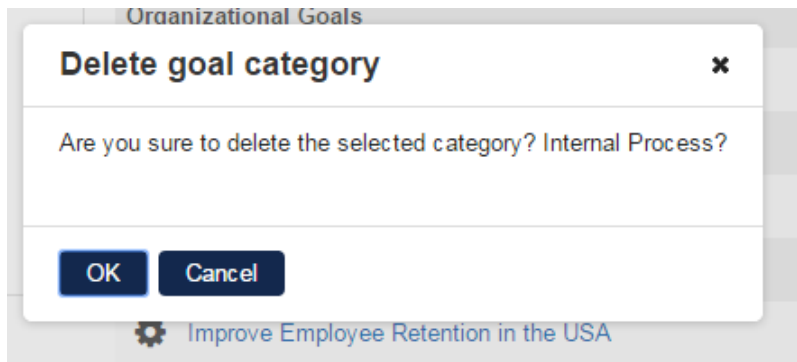 Organizational Goals
Delete goal category
Are you sure to delete the selected category? Internal Process?
OK
Cancel
Improve Employee Retention in the USA